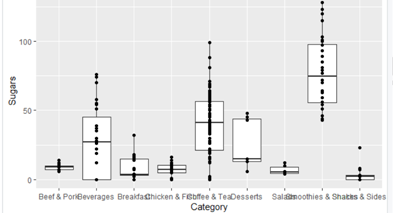 100
Sugars
50
0
Beef & Pork
Beverages
Breakfast
Chicken & Fish
Coffee & Tea
Desserts
Salads
Smoothies & Shakes
Snacks & Sides
Category